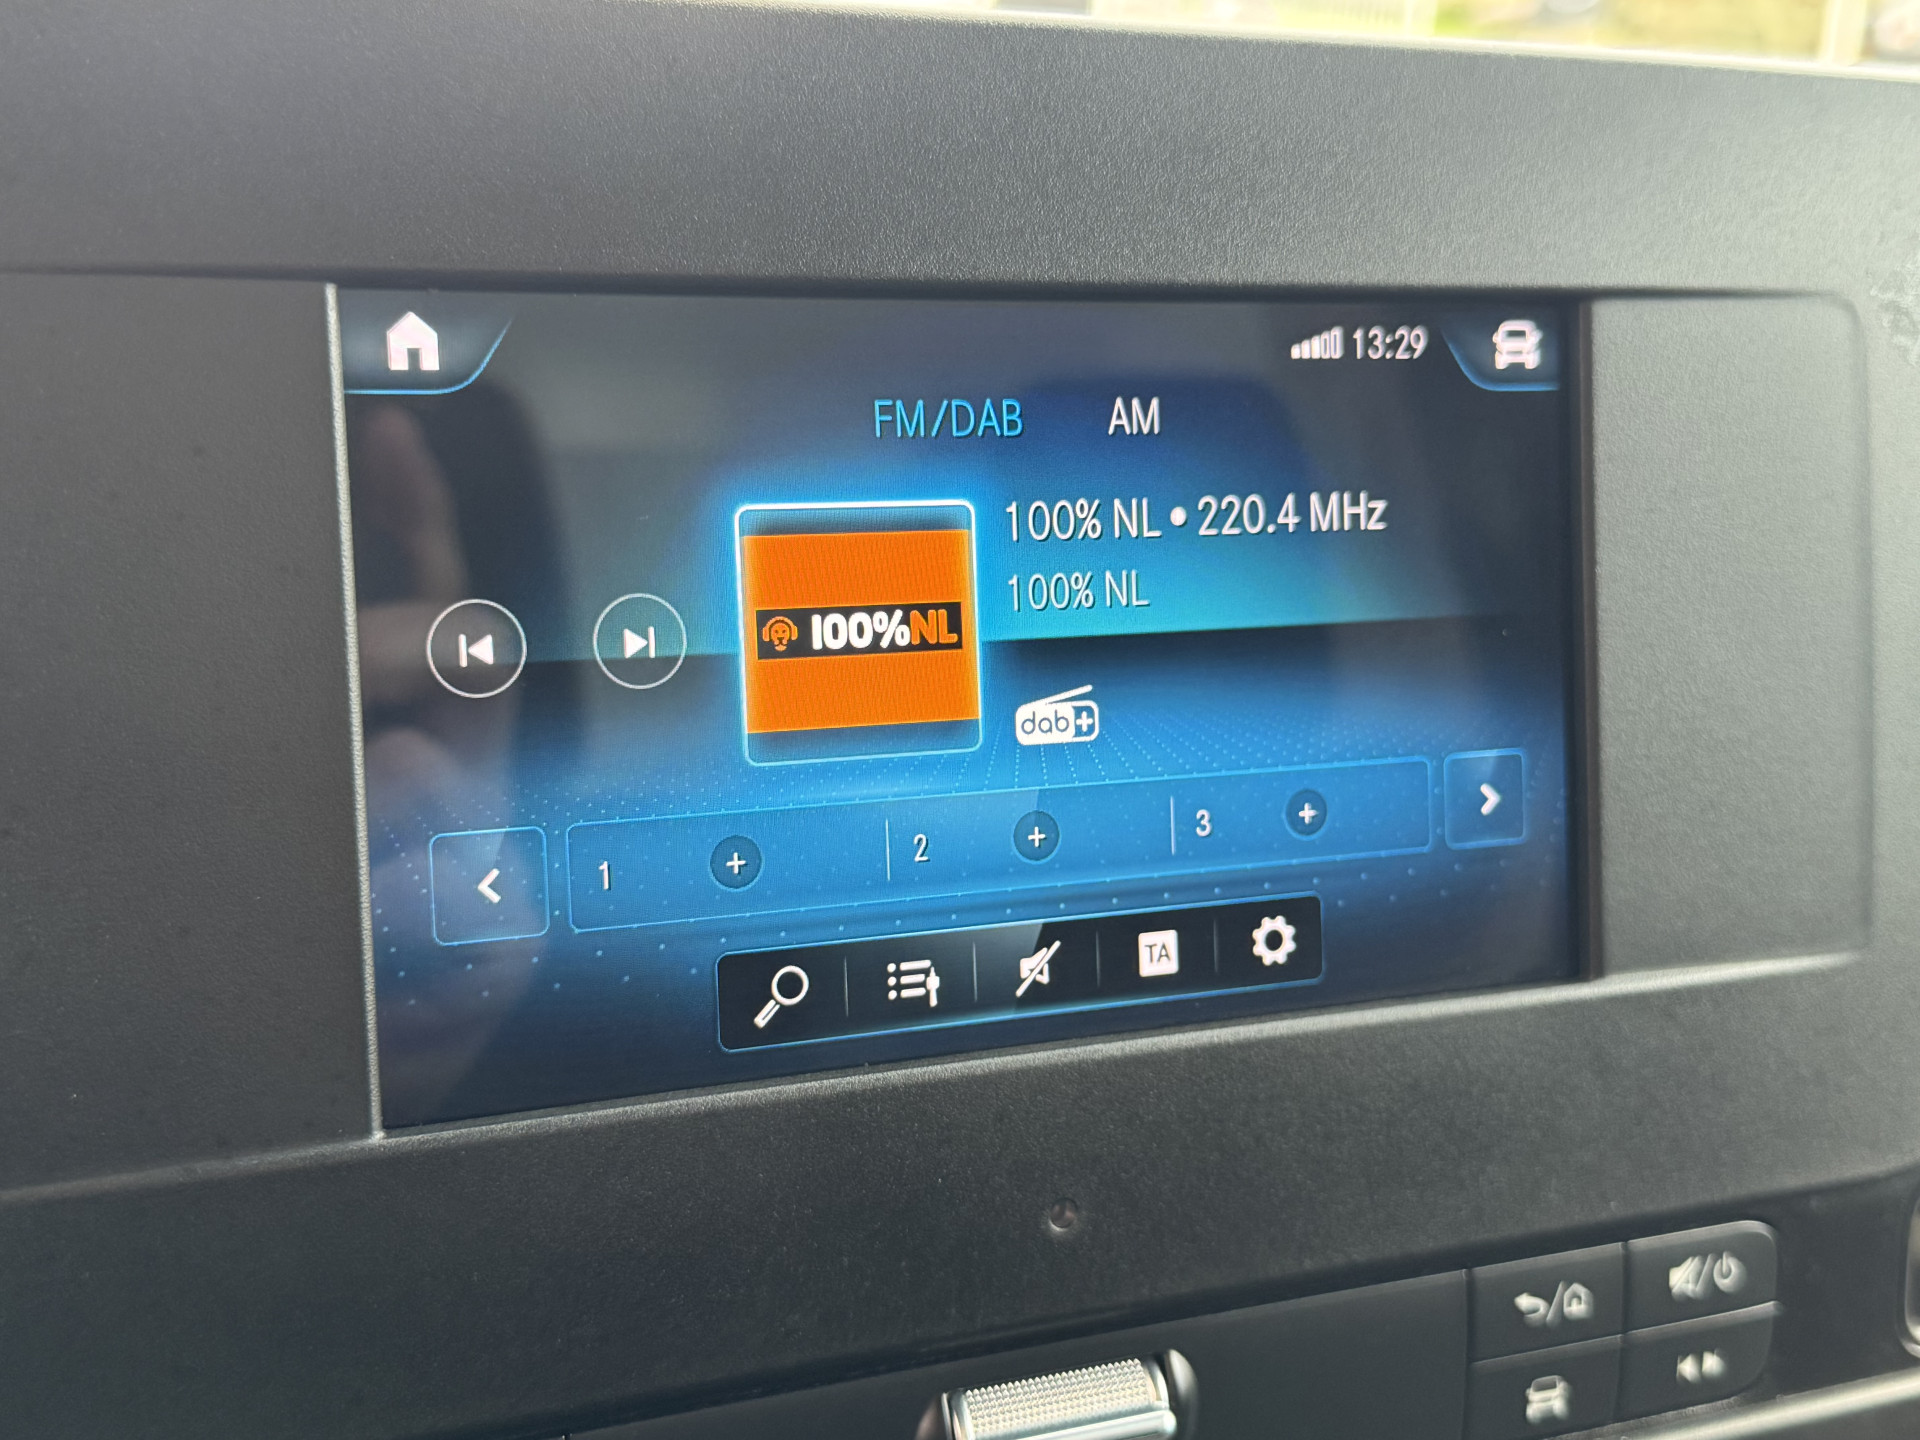 13:29
FM/DAB AM
100% NL • 220.4 MHz
100% NL
100%NL
dab+
1 + 2 + 3 +
TA